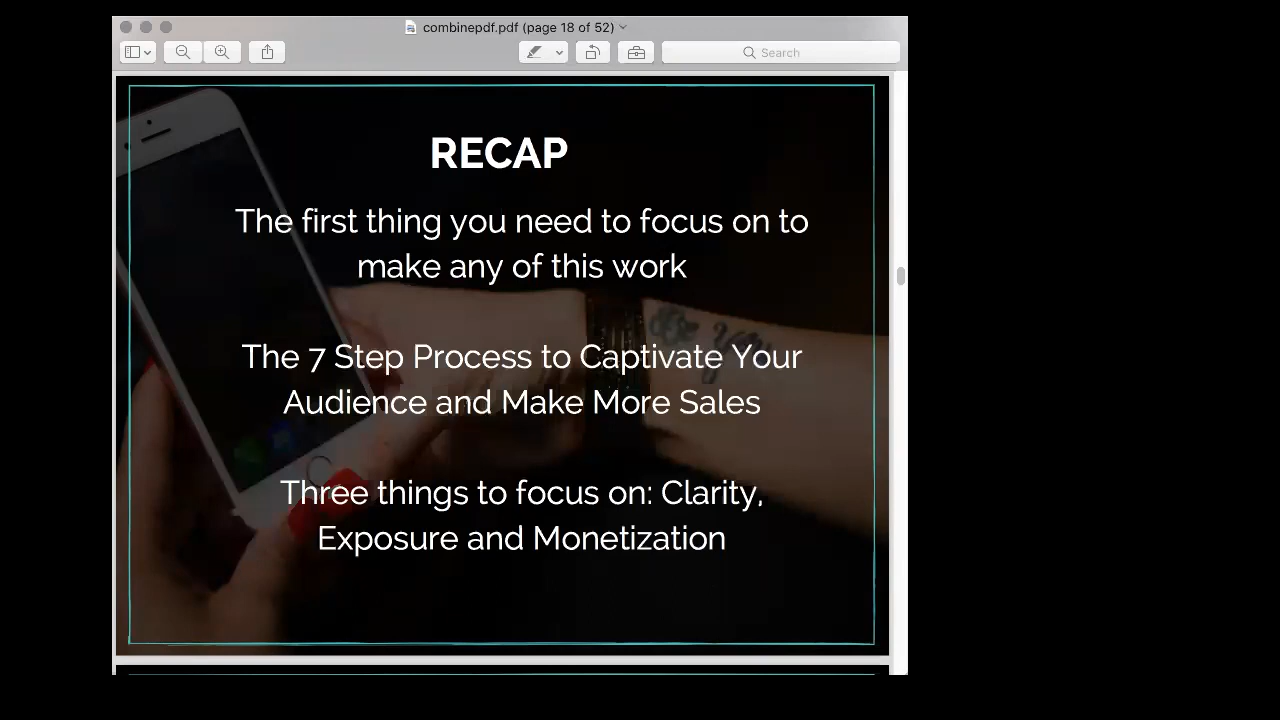 combinepdf.pdf (page 18 of 52)
Search
RECAP
The first thing you need to focus on to
make any of this work
The 7 Step Process to Captivate Your
Audience and Make More Sales
Three things to focus on: Clarity,
Exposure and Monetization